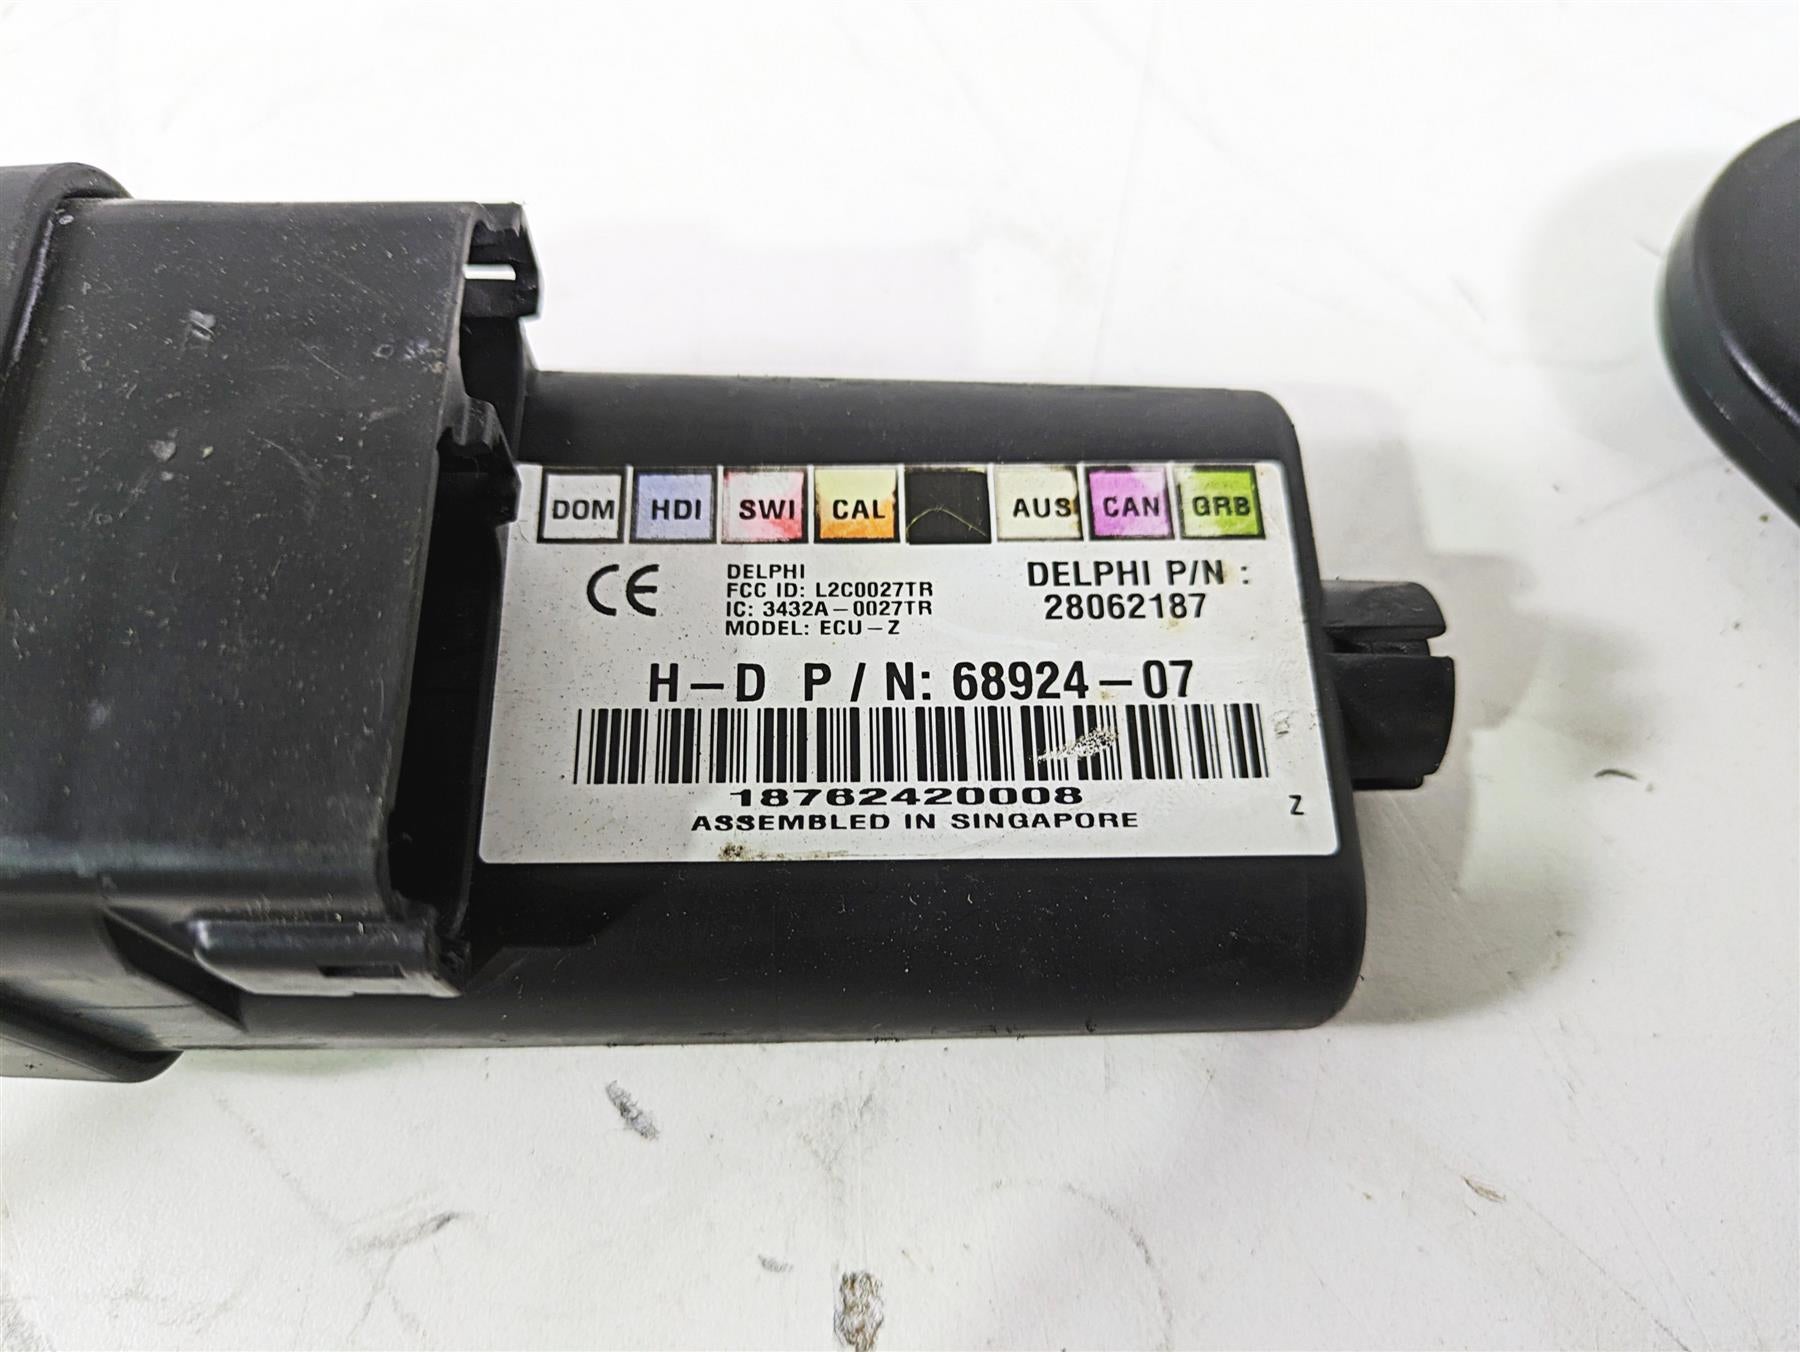 DOM HDI SWI CAL AUS CAN GRB
CE
DELPHI
FCC ID: L2C0027TR
IC: 3432A-0027TR
MODEL: ECU-Z
DELPHI P/N :
28062187
H-D P/N: 68924-07
18762420008
ASSEMBLED IN SINGAPORE
Z